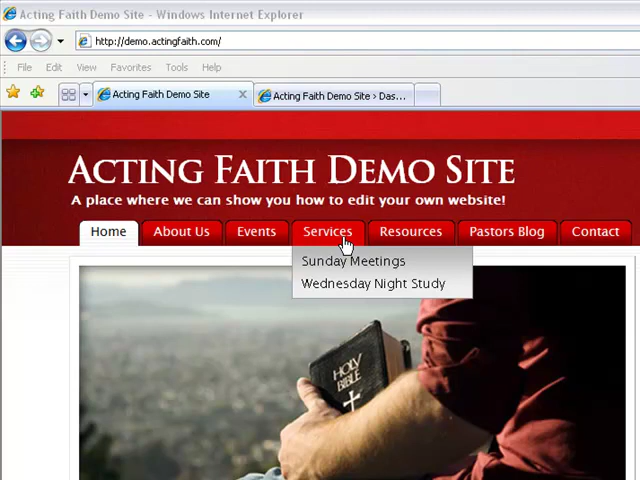 Acting Faith Demo Site - Windows Internet Explorer
http://demo.actingfaith.com/
File Edit View Favorites Tools Help
Acting Faith Demo Site Acting Faith Demo Site › Das...
ACTING FAITH DEMO SITE
A place where we can show you how to edit your own website!
Home About Us Events Services Resources Pastors Blog Contact
Sunday Meetings
Wednesday Night Study
HOLY
BIBLE